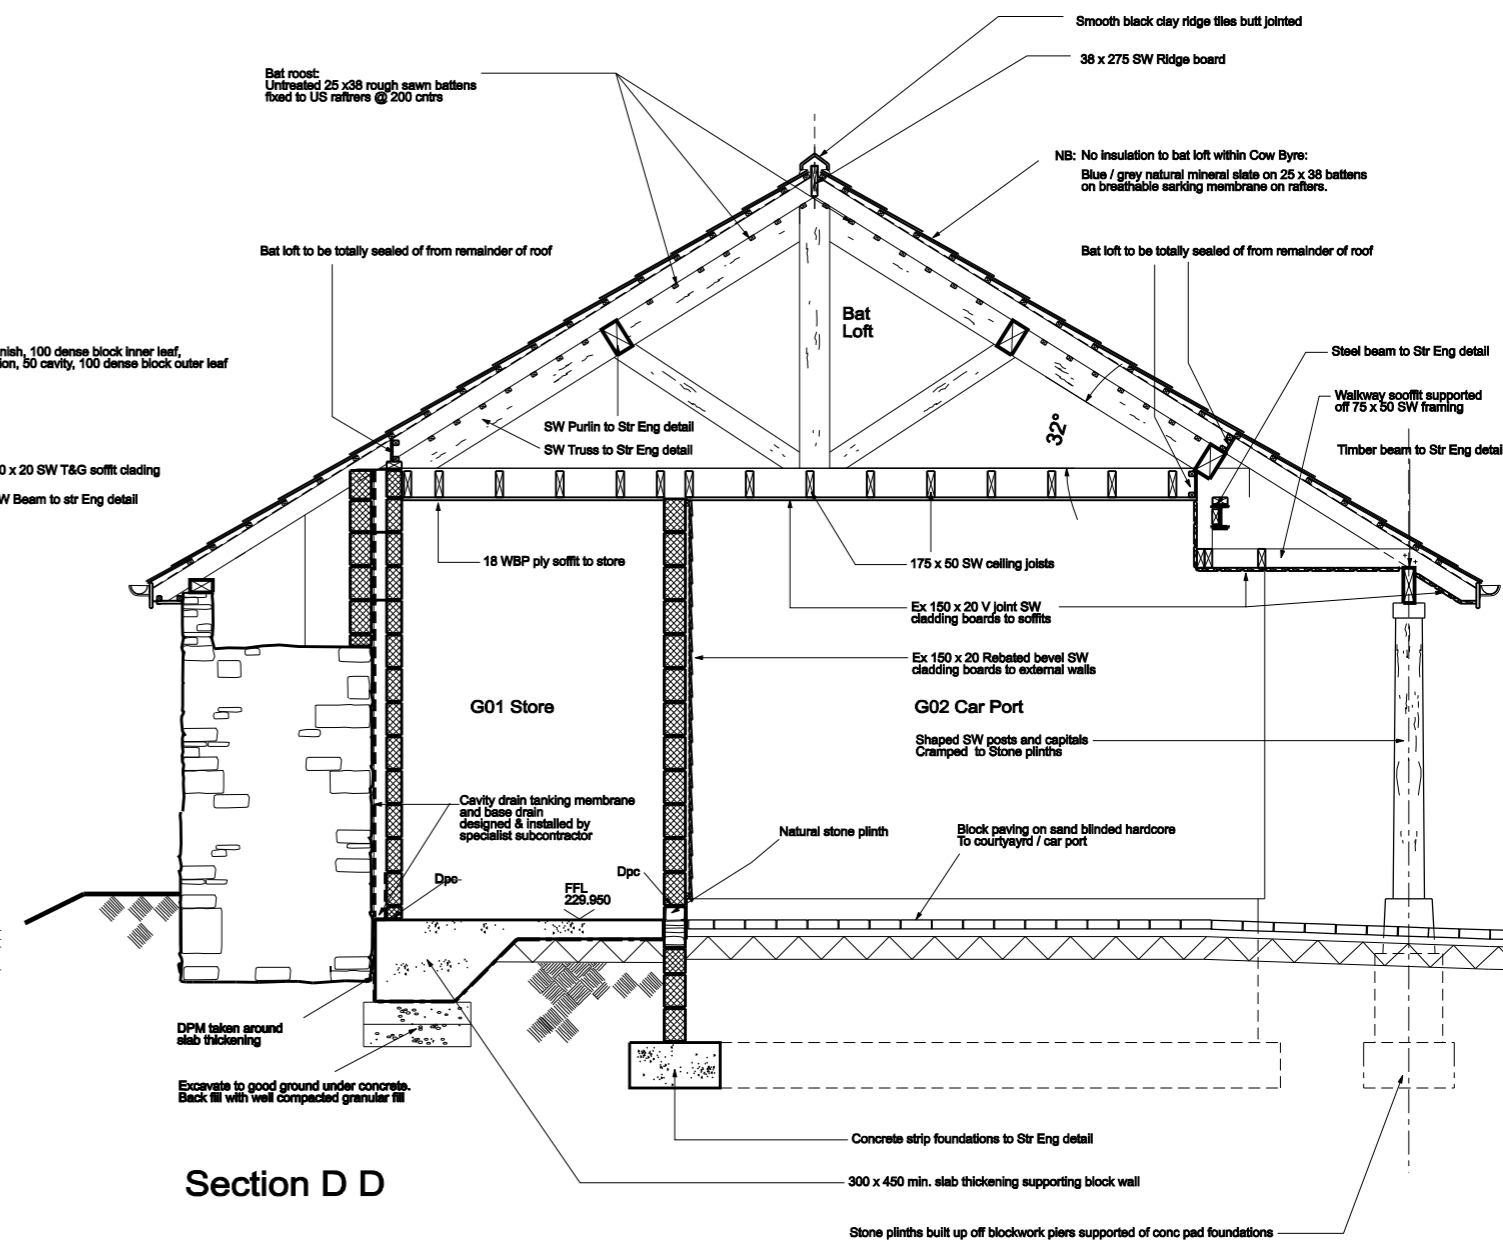 Smooth black clay ridge tiles butt jointed
38 x 275 SW Ridge board
Bat roost:
Untreated 25 x38 rough sawn battens
fixed to US raftrers @ 200 cntrs
NB: No insulation to bat loft within Cow Byre:
Blue / grey natural mineral slate on 25 x 38 battens
on breathable sarking membrane on rafters.
Bat loft to be totally sealed of from remainder of roof
Bat loft to be totally sealed of from remainder of roof
Bat
Loft
nish, 100 dense block inner leaf,
ion, 50 cavity, 100 dense block outer leaf
Steel beam to Str Eng detail
Walkway sooffit supported
off 75 x 50 SW framing
SW Purlin to Str Eng detail
32°
SW Truss to Str Eng detail
Timber beam to Str Eng detail
0 x 20 SW T&G soffit clading
W Beam to str Eng detail
18 WBP ply soffit to store
175 x 50 SW ceiling joists
Ex 150 x 20 V joint SW
cladding boards to soffits
Ex 150 x 20 Rebated bevel SW
cladding boards to external walls
G01 Store
G02 Car Port
Shaped SW posts and capitals
Cramped to Stone plinths
Cavity drain tanking membrane
and base drain
designed & installed by
specialist subcontractor
Natural stone plinth
Block paving on sand blinded hardcore
To courtyayrd / car port
Dpc
Dpc
FFL
229.950
DPM taken around
slab thickening
Excavate to good ground under concrete.
Back fill with well compacted granular fill
Concrete strip foundations to Str Eng detail
Section D D
300 x 450 min. slab thickening supporting block wall
Stone plinths built up off blockwork piers supported of conc pad foundations